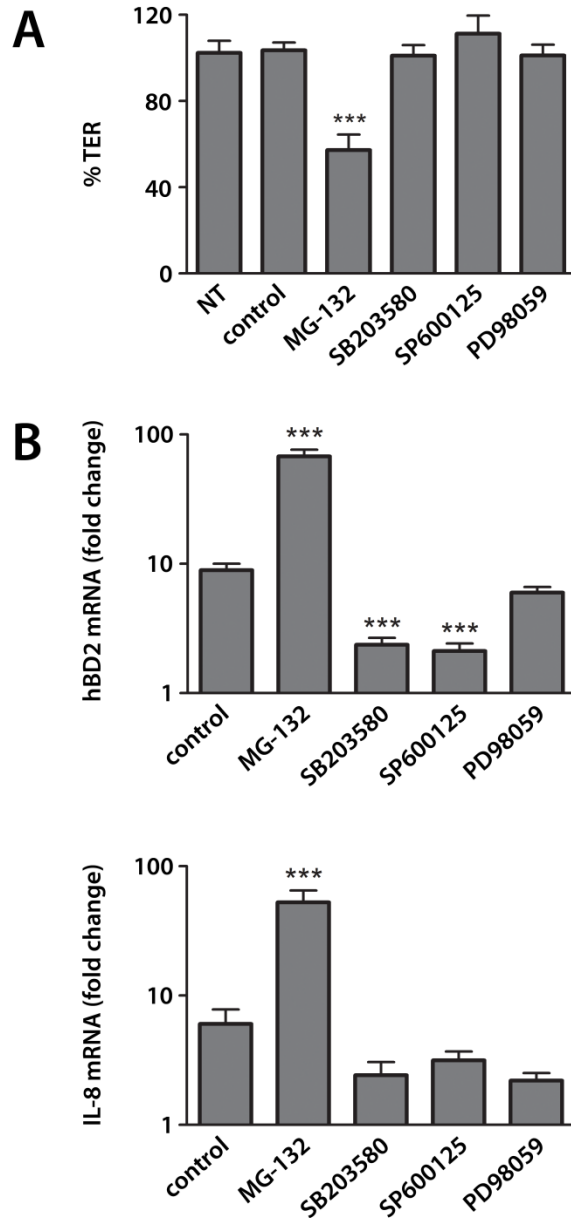 A
% TER
120
80
40
0
***
NT
control
MG-132
SB203580
SP600125
PD98059
B
hBD2 mRNA (fold change)
100
10
1
***
***
***
control
MG-132
SB203580
SP600125
PD98059
IL-8 mRNA (fold change)
100
10
1
***
control
MG-132
SB203580
SP600125
PD98059